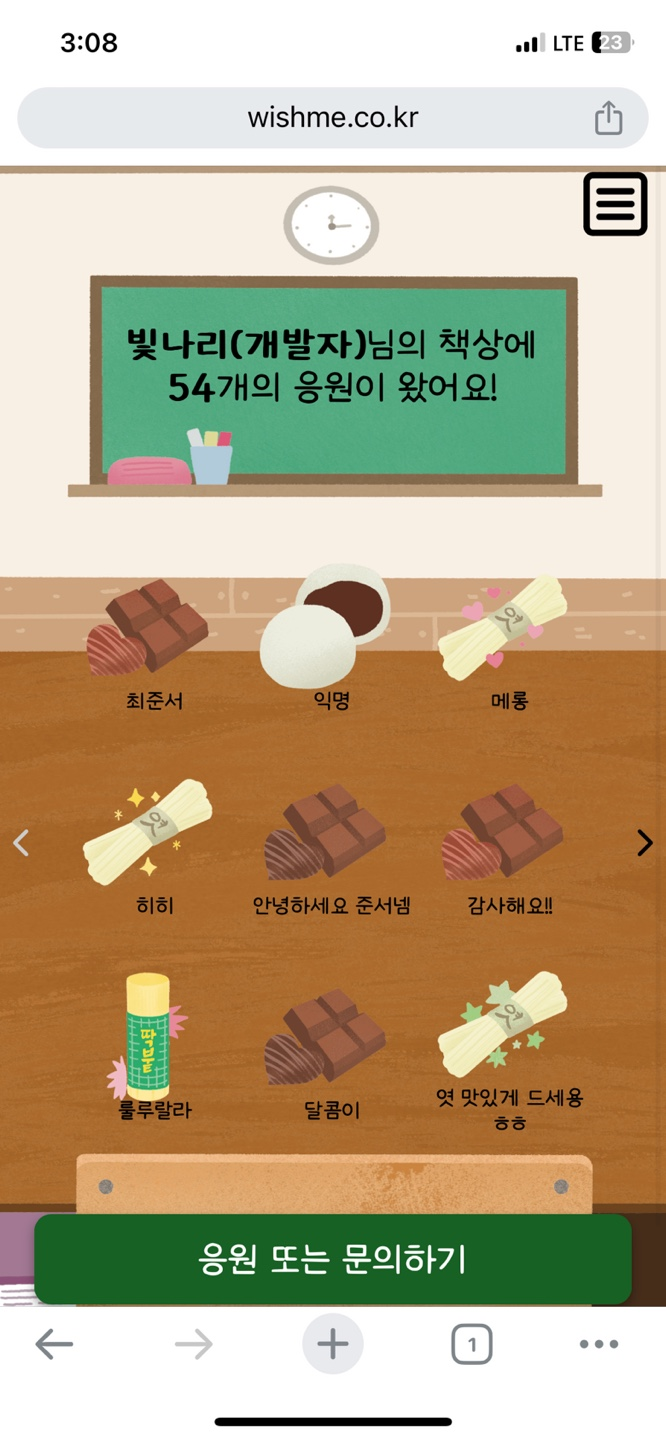 3:08
LTE 23
wishme.co.kr
빛나리(개발자)님의 책상에
54개의 응원이 왔어요!
엿
최준서
익명
메롱
엿
히히
안녕하세요 준서넴
감사해요!!
딱붙
엿
룰루랄라
달콤이
엿 맛있게 드세용
ㅎㅎ
응원 또는 문의하기
1